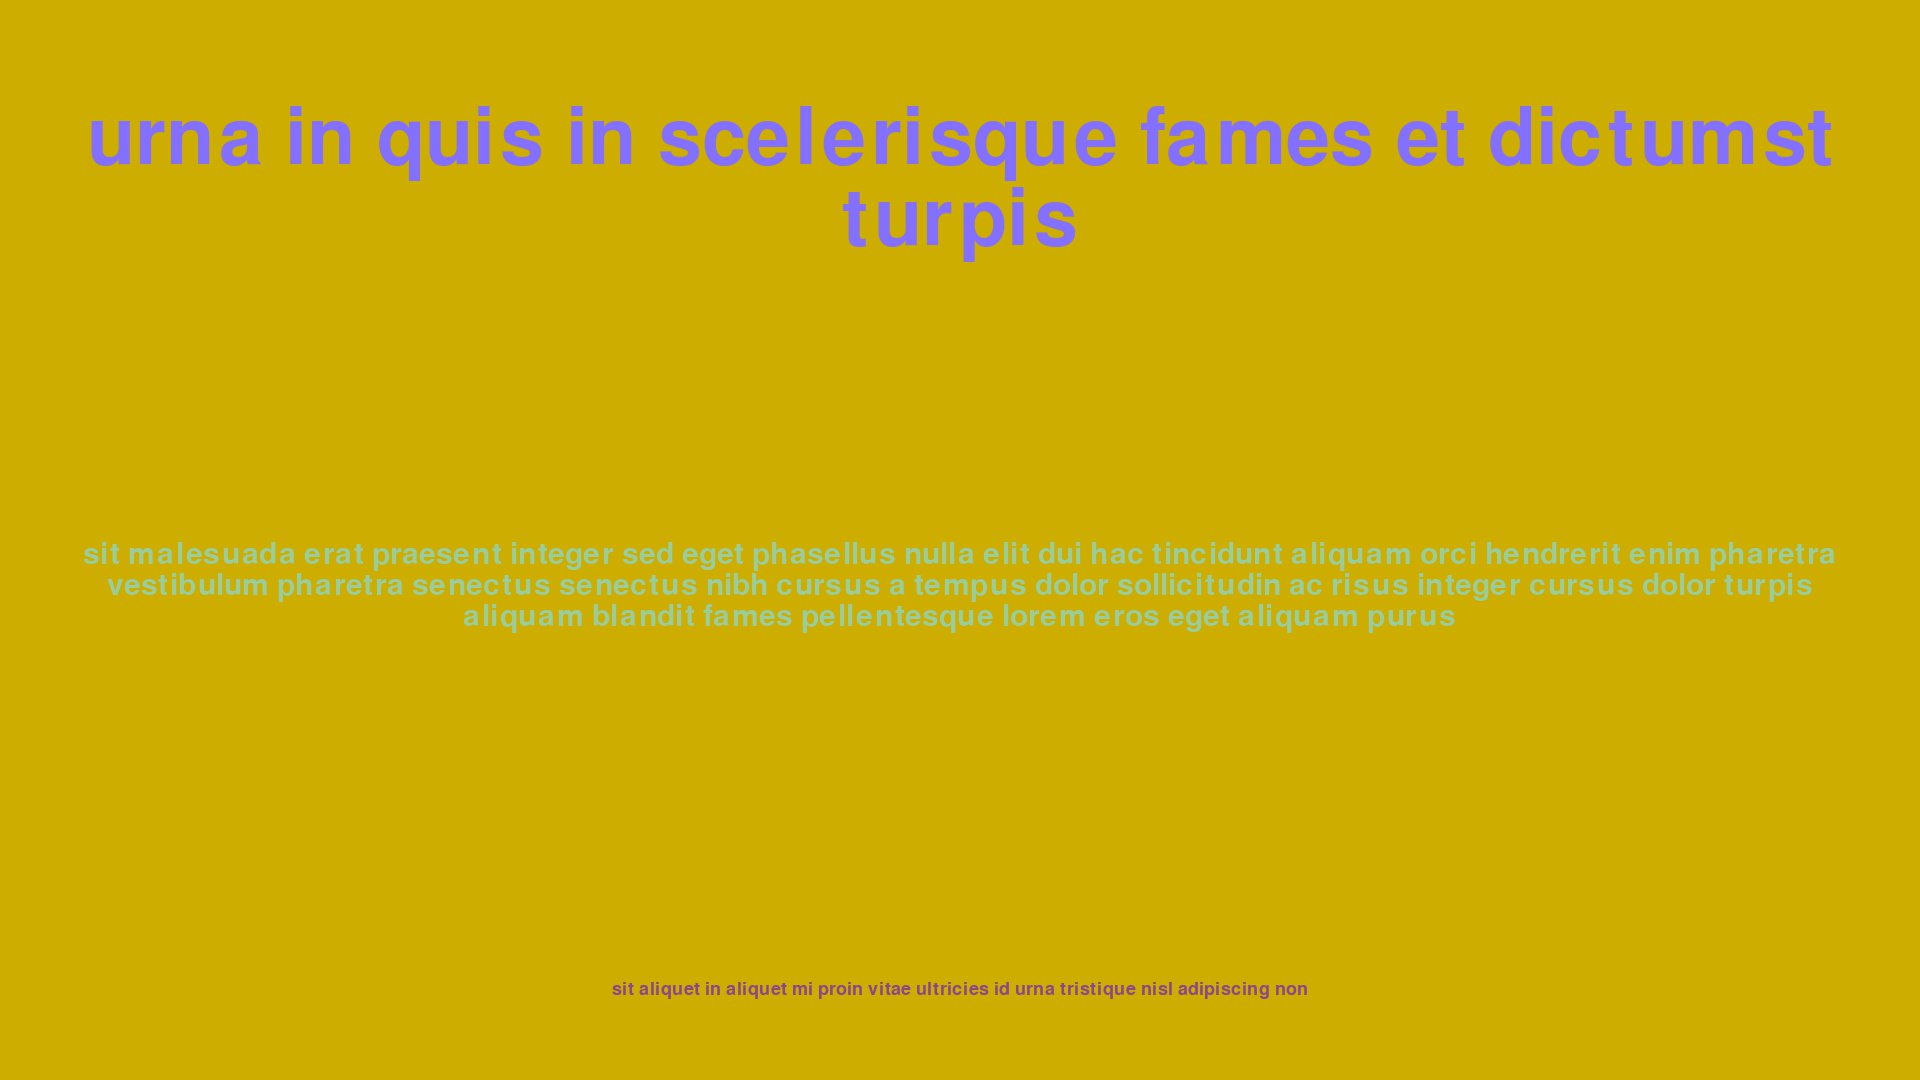 urna in quis in scelerisque fames et dictumst
turpis
sit malesuada erat praesent integer sed eget phasellus nulla elit dui hac tincidunt aliquam orci hendrerit enim pharetra
vestibulum pharetra senectus senectus nibh cursus a tempus dolor sollicitudin ac risus integer cursus dolor turpis
aliquam blandit fames pellentesque lorem eros eget aliquam purus
sit aliquet in aliquet mi proin vitae ultricies id urna tristique nisl adipiscing non